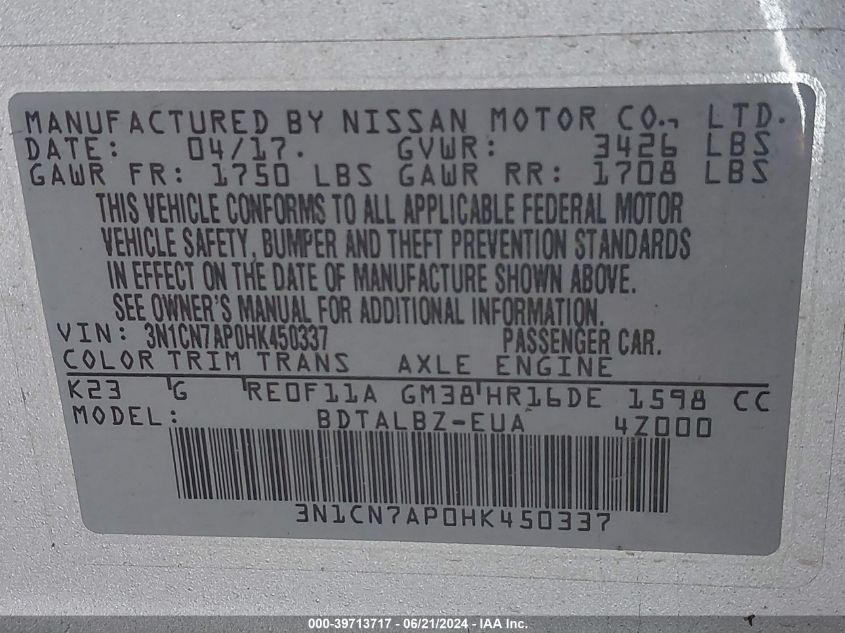 MANUFACTURED BY NISSAN MOTOR CO., LTD.
DATE: 04/17. GVWR: 3426 LBS
GAWR FR: 1750 LBS GAWR RR: 1708 LBS
THIS VEHICLE CONFORMS TO ALL APPLICABLE FEDERAL MOTOR
VEHICLE SAFETY, BUMPER AND THEFT PREVENTION STANDARDS
IN EFFECT ON THE DATE OF MANUFACTURE SHOWN ABOVE.
SEE OWNER'S MANUAL FOR ADDITIONAL INFORMATION.
VIN: 3N1CN7AP0HK450337 PASSENGER CAR.
COLOR TRIM TRANS AXLE ENGINE
K23 G RE0F11A GM38 HR16DE 1598 CC
MODEL: BDTALBZ-EUA 4Z000
3N1CN7AP0HK450337
000-39713717 - 06/21/2024 - IAA Inc.